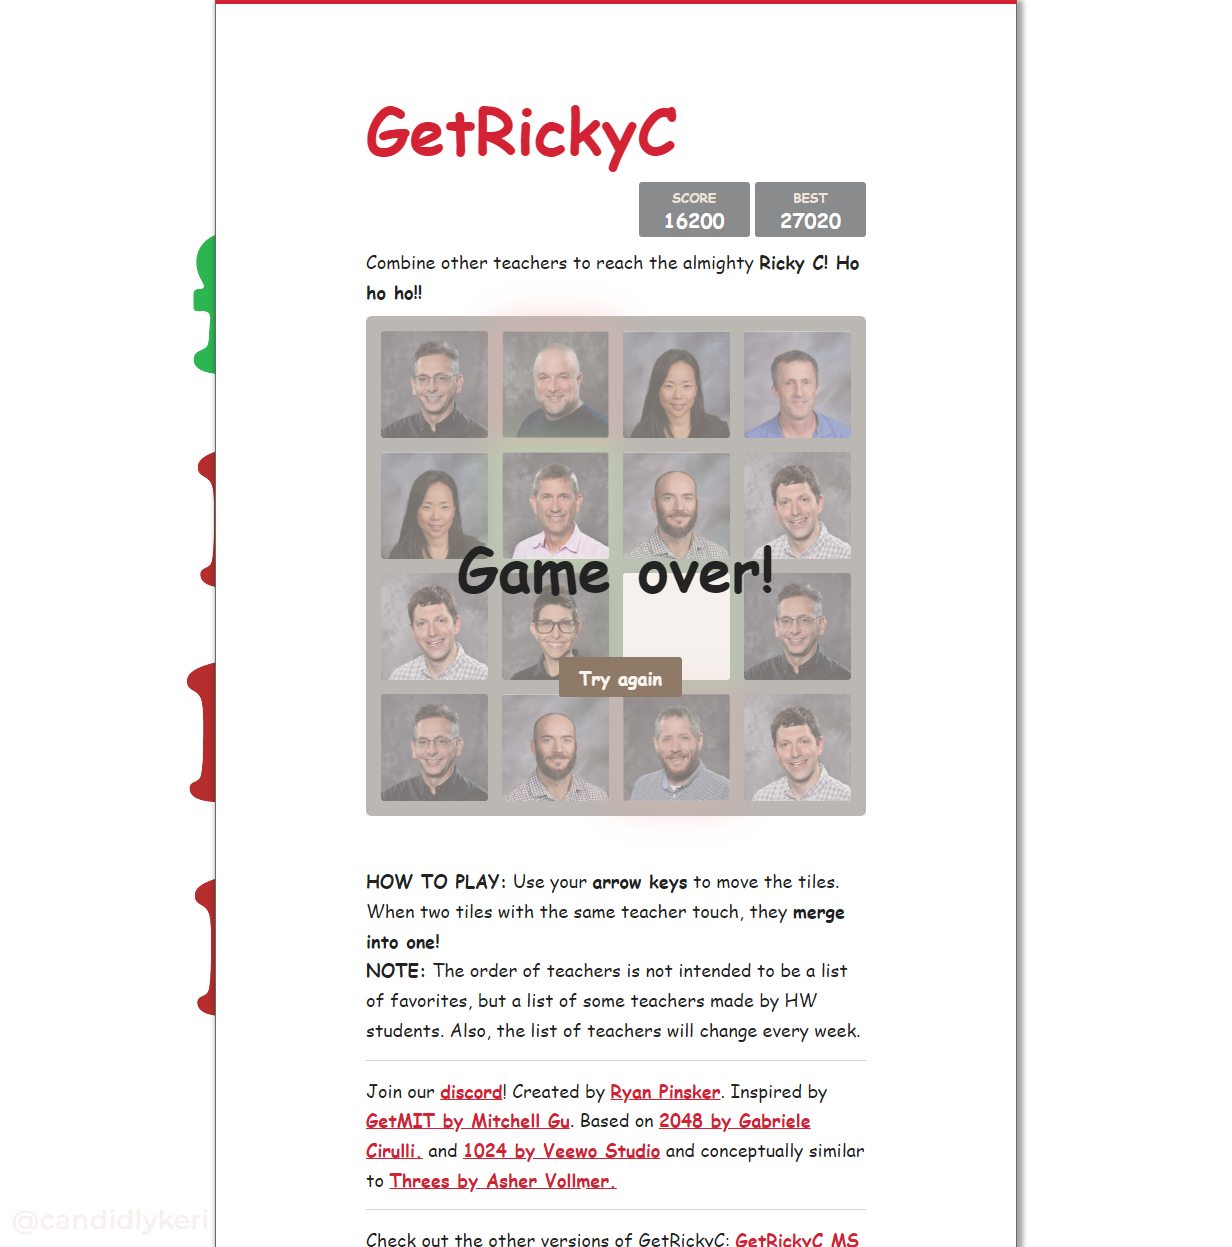 GetRickyC
SCORE
16200
BEST
27020
Combine other teachers to reach the almighty Ricky C! Ho
ho ho!!
Game over!
Try again
HOW TO PLAY: Use your arrow keys to move the tiles.
When two tiles with the same teacher touch, they merge
into one!
NOTE: The order of teachers is not intended to be a list
of favorites, but a list of some teachers made by HW
students. Also, the list of teachers will change every week.
Join our discord! Created by Ryan Pinsker. Inspired by
GetMIT by Mitchell Gu. Based on 2048 by Gabriele
Cirulli. and 1024 by Veewo Studio and conceptually similar
to Threes by Asher Vollmer.
@candidlykeri
Check out the other versions of GetRickyC: GetRickyC MS